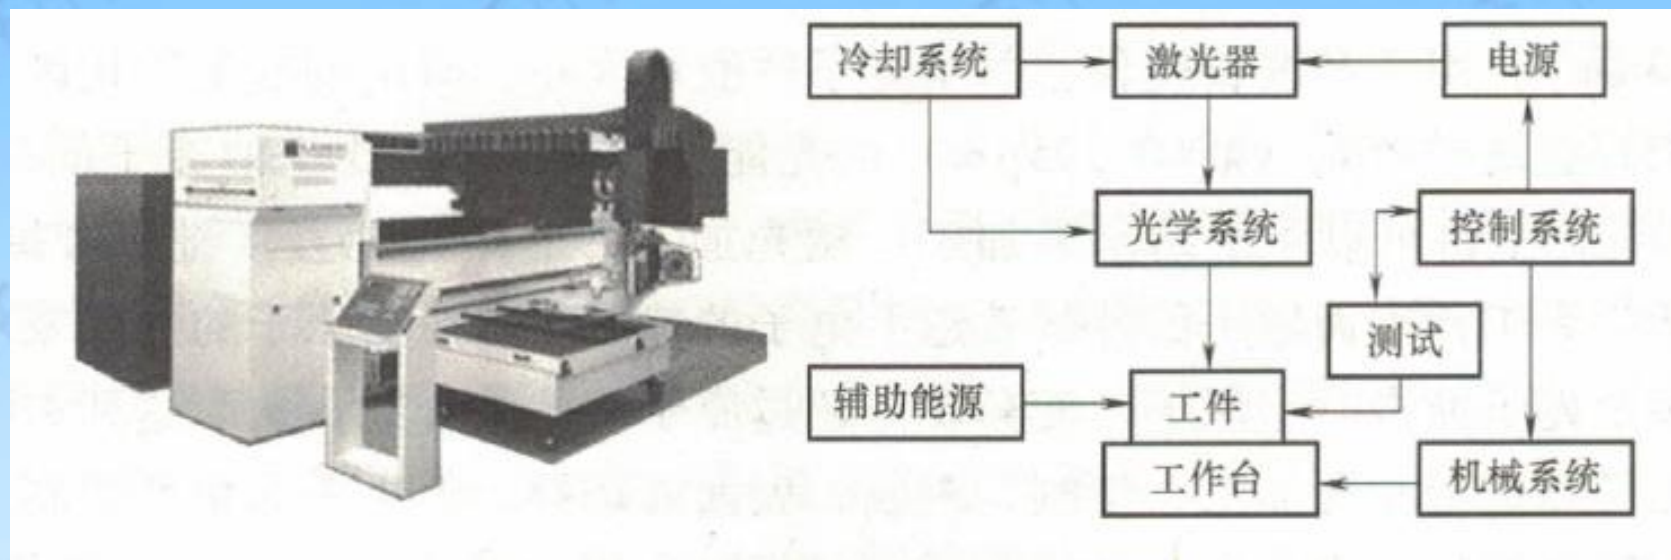 冷却系统
激光器
电源
光学系统
控制系统
测试
辅助能源
工件
工作台
机械系统